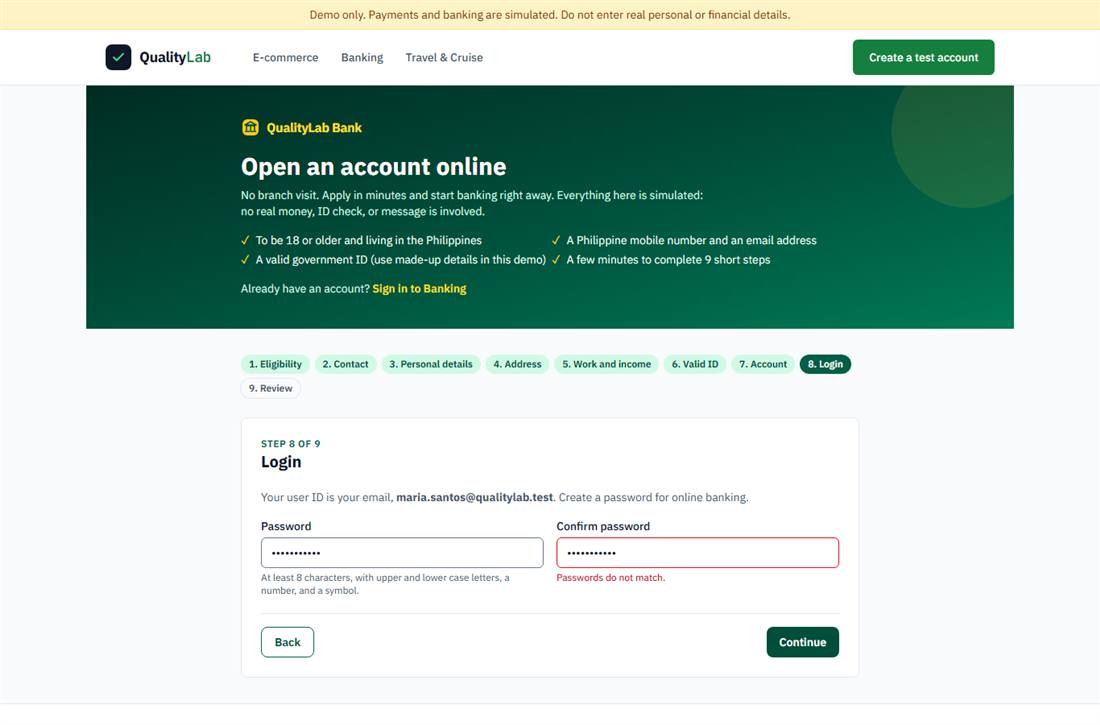 Demo only. Payments and banking are simulated. Do not enter real personal or financial details.
QualityLab
E-commerce
Banking
Travel & Cruise
Create a test account
QualityLab Bank
Open an account online
No branch visit. Apply in minutes and start banking right away. Everything here is simulated:
no real money, ID check, or message is involved.
✓ To be 18 or older and living in the Philippines
✓ A Philippine mobile number and an email address
✓ A valid government ID (use made-up details in this demo)
✓ A few minutes to complete 9 short steps
Already have an account? Sign in to Banking
1. Eligibility
2. Contact
3. Personal details
4. Address
5. Work and income
6. Valid ID
7. Account
8. Login
9. Review
STEP 8 OF 9
Login
Your user ID is your email, maria.santos@qualitylab.test. Create a password for online banking.
Password
Confirm password
•••••••••••
•••••••••••
At least 8 characters, with upper and lower case letters, a
number, and a symbol.
Passwords do not match.
Back
Continue